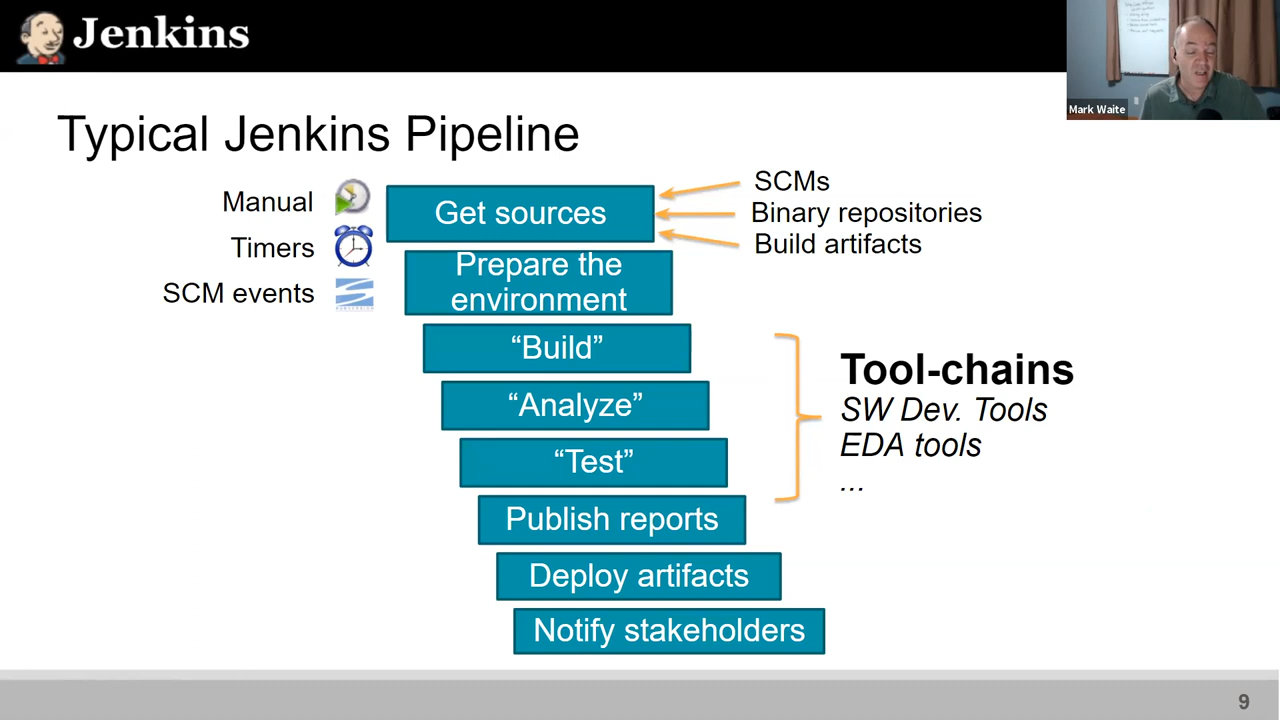 Jenkins
Mark Waite
Typical Jenkins Pipeline
Manual
Timers
SCM events
Get sources
Prepare the
environment
“Build”
“Analyze”
“Test”
Publish reports
Deploy artifacts
Notify stakeholders
SCMs
Binary repositories
Build artifacts
Tool-chains
SW Dev. Tools
EDA tools
...
9